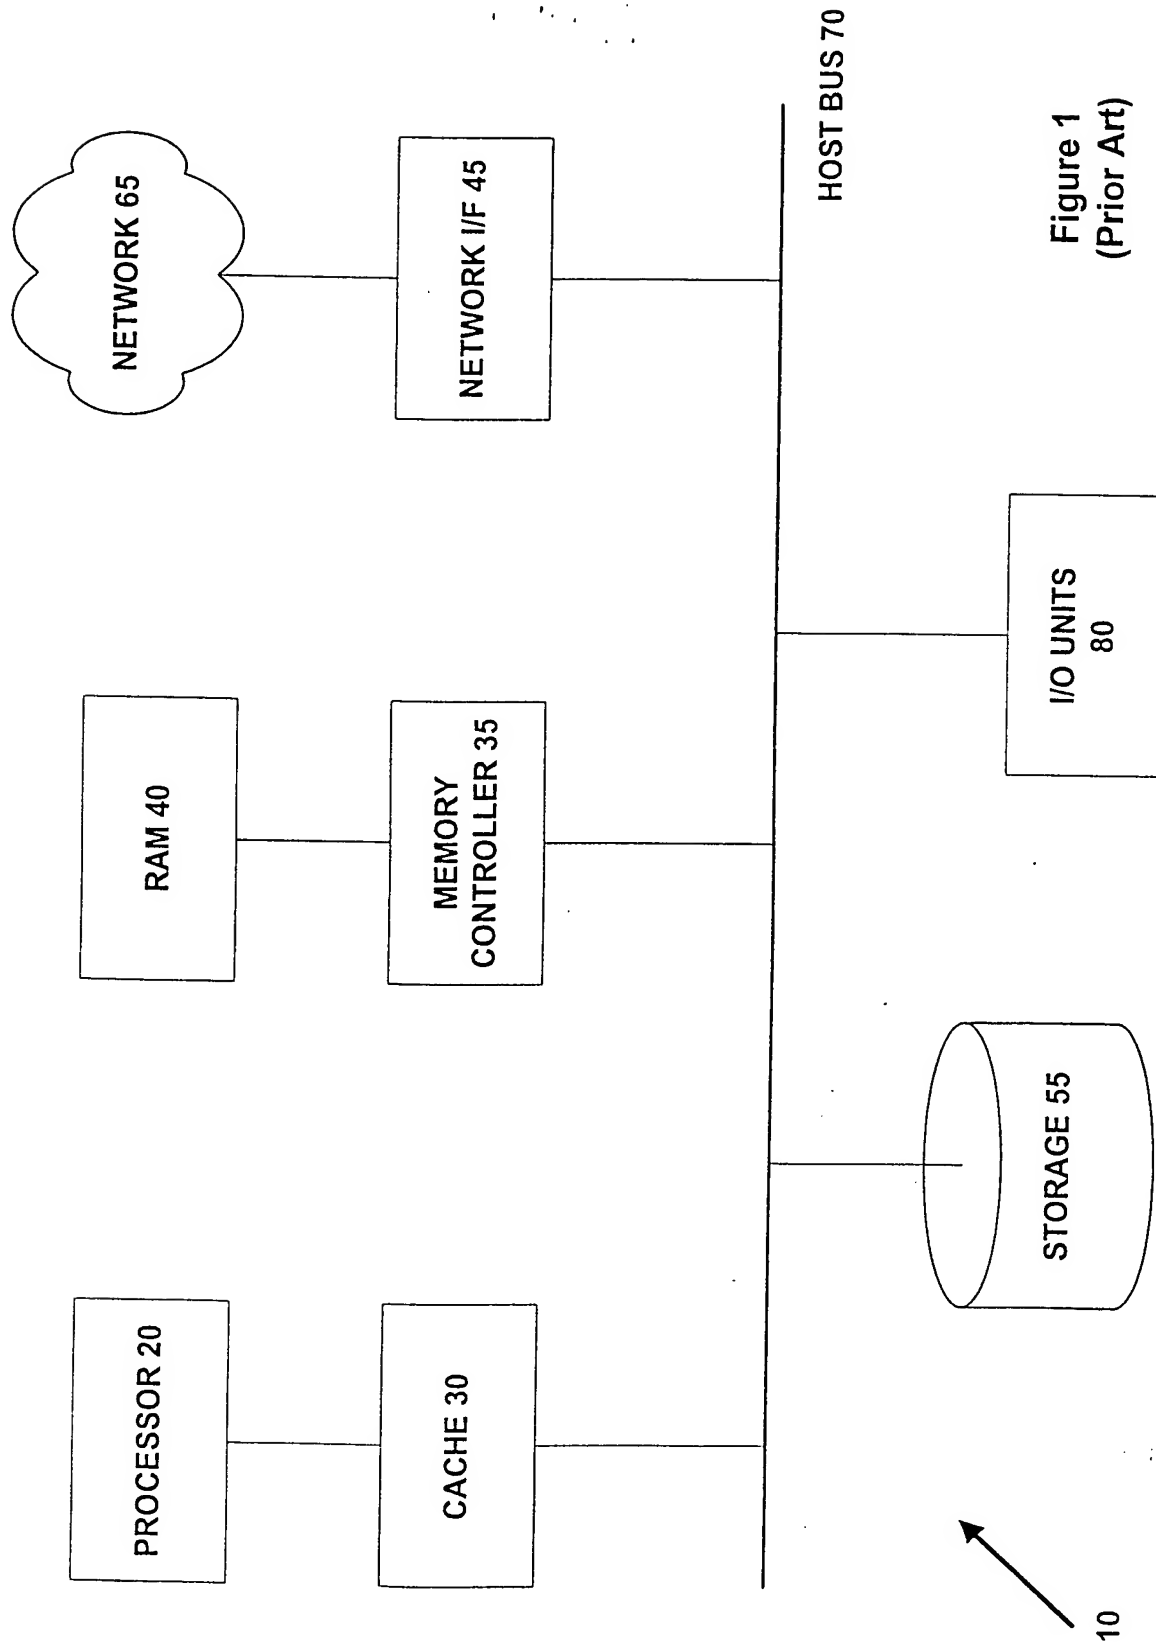 PROCESSOR 20
RAM 40
NETWORK 65
CACHE 30
MEMORY
CONTROLLER 35
NETWORK I/F 45
HOST BUS 70
STORAGE 55
I/O UNITS
80
10
Figure 1
(Prior Art)